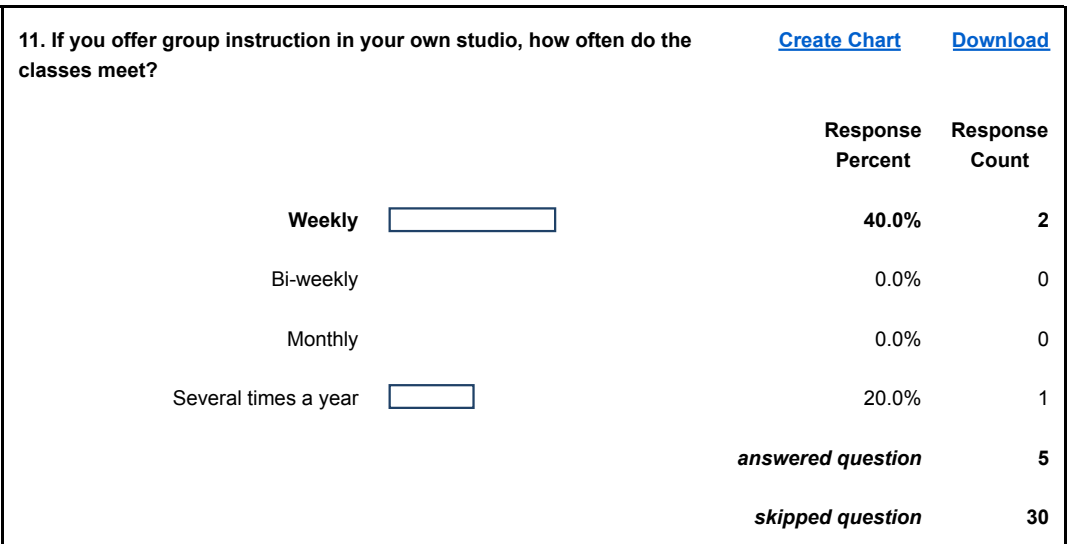 11. If you offer group instruction in your own studio, how often do the Create Chart Download
classes meet?
Response Response
Percent Count
Weekly 40.0% 2
Bi-weekly 0.0% 0
Monthly 0.0% 0
Several times a year 20.0% 1
answered question 5
skipped question 30